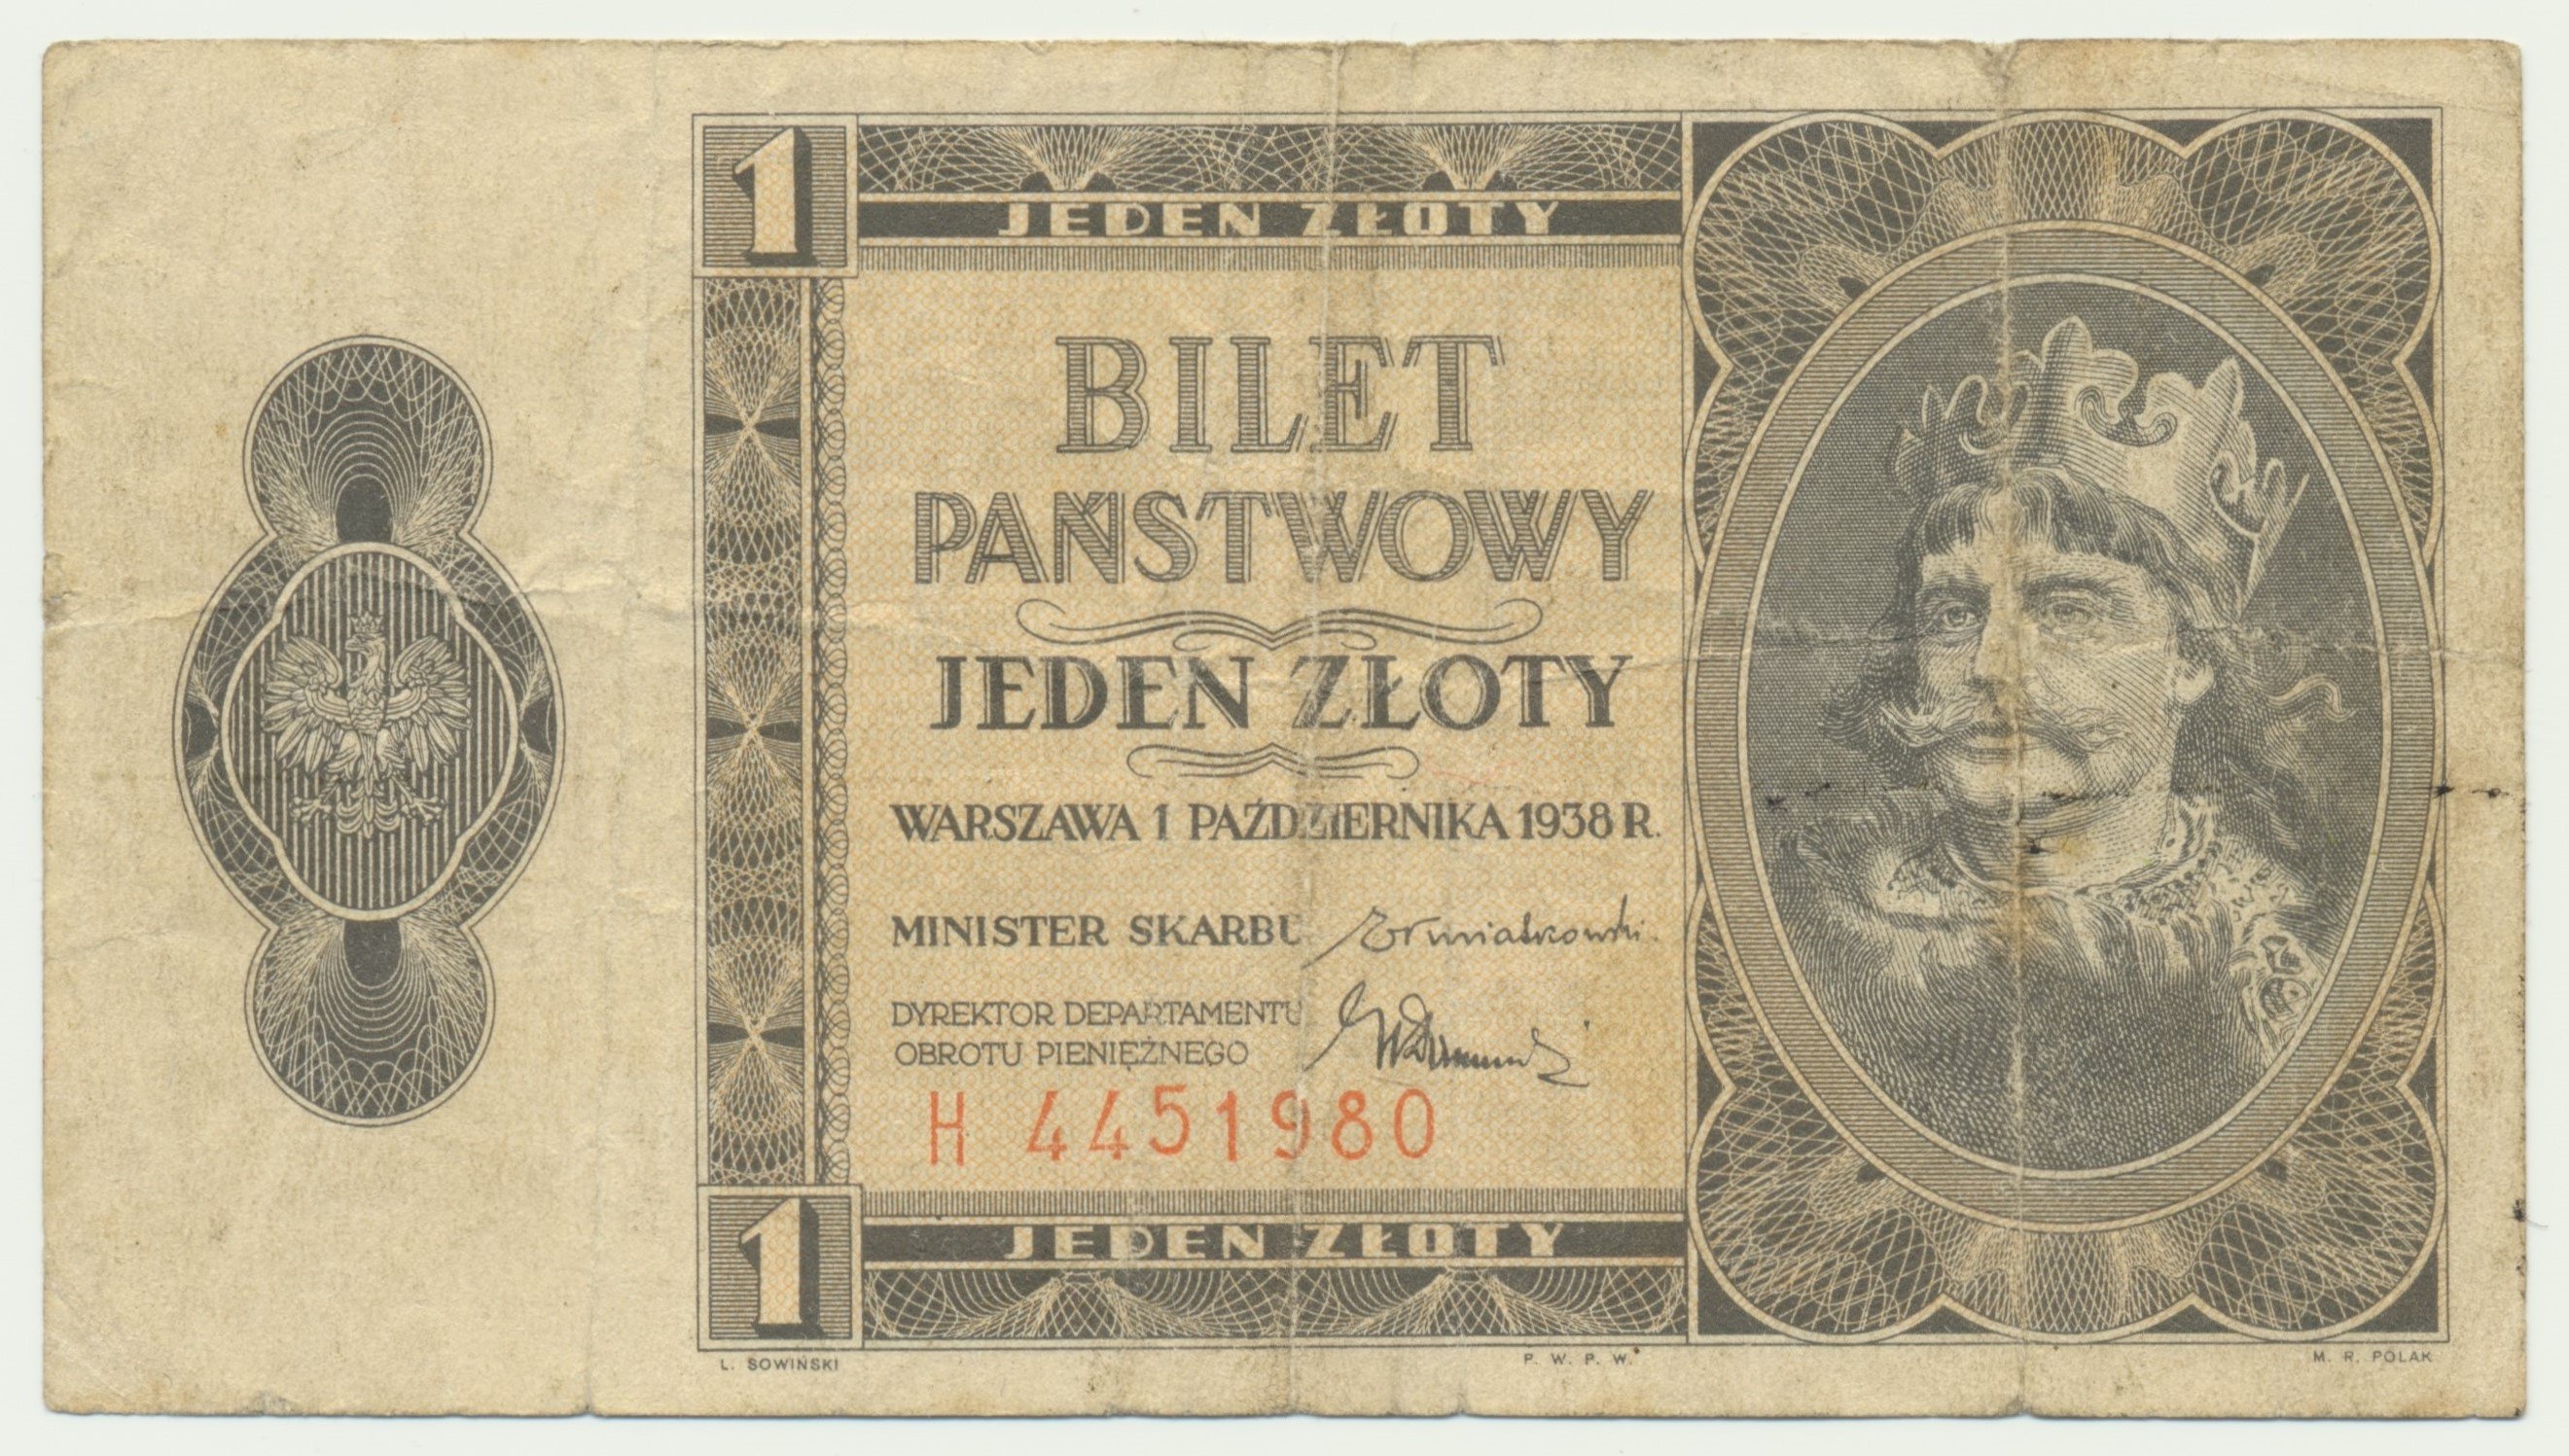 1
JEDEN ZŁOTY
BILET
PAŃSTWOWY
JEDEN ZŁOTY
WARSZAWA 1 PAŹDZIERNIKA 1938 R.
MINISTER SKARBU
DYREKTOR DEPARTAMENTU
OBROTU PIENIĘŻNEGO
H 4451980
1
JEDEN ZŁOTY
L. SOWIŃSKI P. W. P. W. M. R. POLAK